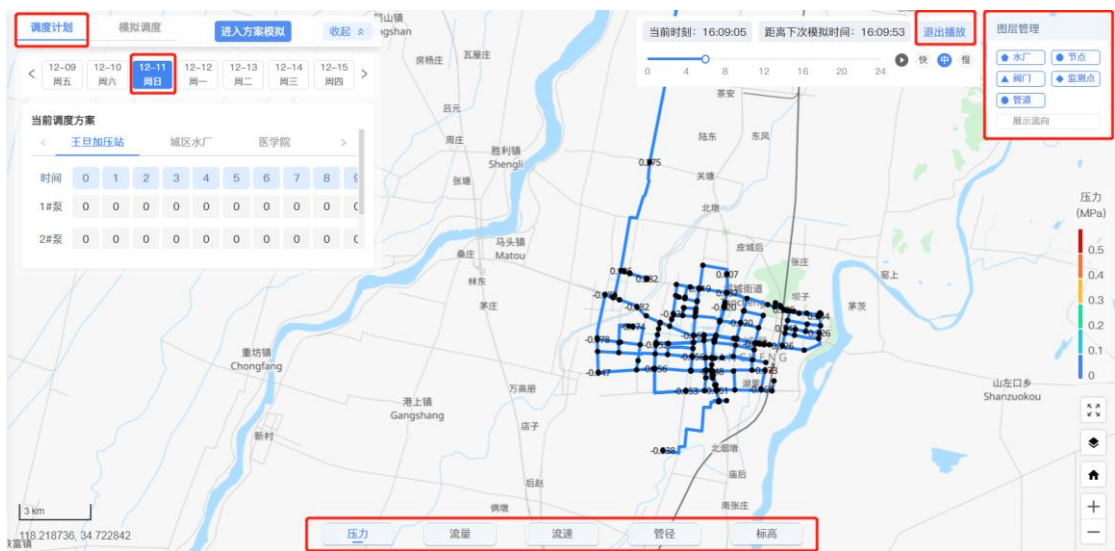 调度计划 模拟调度 进入方案模拟 收起
12-09 12-10 12-11 12-12 12-13 12-14 12-15
周五 周六 周日 周一 周二 周三 周四
当前调度方案
王旦加压站 城区水厂 医学院
时间 0 1 2 3 4 5 6 7 8 9
1#泵 0 0 0 0 0 0 0 0 0
2#泵 0 0 0 0 0 0 0 0 0
当前时刻：16:09:05 距离下次模拟时间：16:09:53 退出播放
快 中 慢
0 4 8 12 16 20 24
图层管理
水厂 节点
阀门 监测点
管道
展示流向
房杨庄
瓦屋庄
茶安
吕元
周庄
陆东 东风
胜利镇
Shengli
张塘
关塘
北墩
马头镇
Matou
桑庄
皮城后
张庄
窑上
林东
茅庄
坝子
茅茨
重坊镇
Chongfang
万高册
港上镇
Gangshang
店子
新村
北烟墩
庙后
后赵
俩墩
南张庄
山左口乡
Shanzuokou
压力
(MPa)
0.5
0.4
0.3
0.2
0.1
0
3 km
118.218736, 34.722842
压力 流量 流速 管径 标高